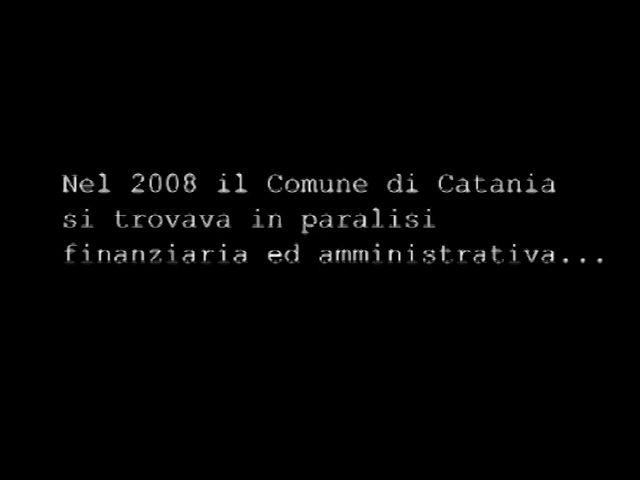 Nel 2008 il Comune di Catania
si trovava in paralisi
finanziaria ed amministrativa...